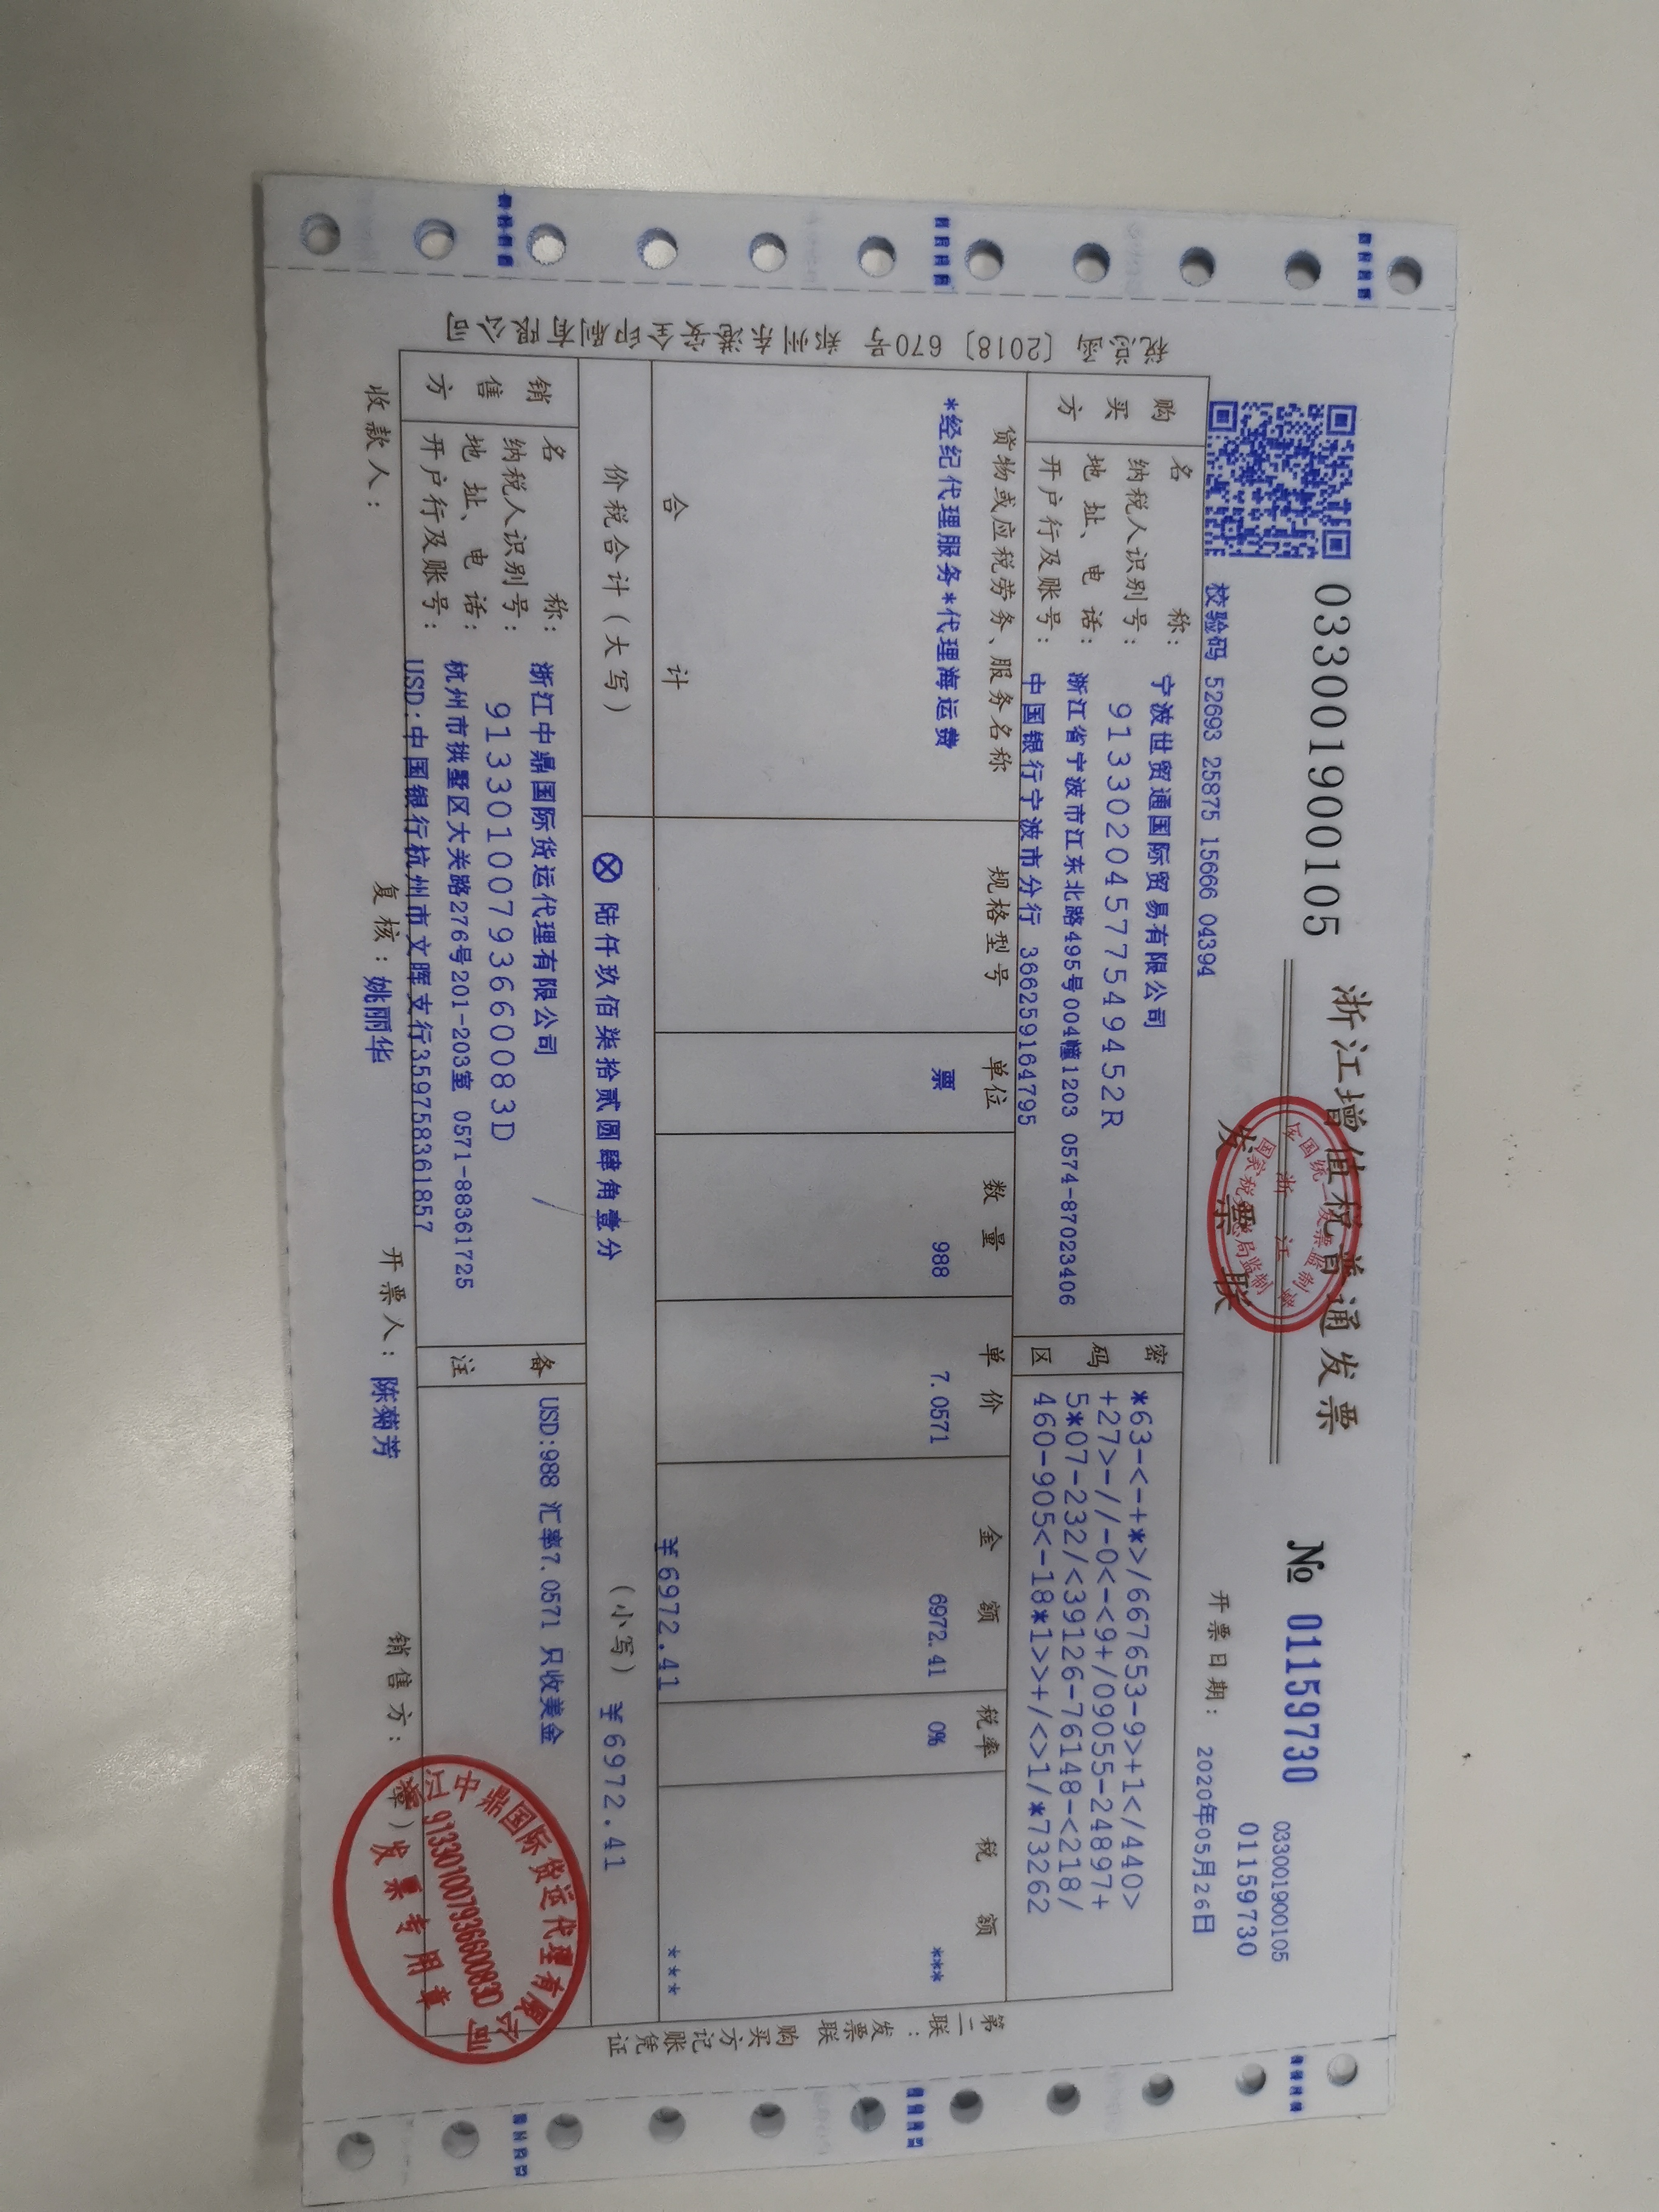 033001900105
浙江增值税普通发票
发票联
№ 01159730
033001900105
01159730
校验码 52693 25875 15666 04394
开票日期: 2020年05月26日
税总函〔2018〕670号 郑州东港安全印刷有限公司
购买方
名称: 宁波世贸通国际贸易有限公司
纳税人识别号: 91330204577549452R
地址、电话: 浙江省宁波市江东北路495号004幢1203 0574-87023406
开户行及账号: 中国银行宁波市分行 366259164795
密码区
*63-<-+*>/667653-9>+1</440>
+27>-//-0<-<9+/09055-24897+
5*07-232/<39126-76148-<218/
460-905<-18*1>>+/<>1/*73262
货物或应税劳务、服务名称 规格型号 单位 数量 单价 金额 税率 税额
*经纪代理服务*代理海运费 票 988 7.0571 6972.41 0% ***
合计 ¥6972.41 ***
价税合计(大写) ⊗陆仟玖佰柒拾贰圆肆角壹分 (小写) ¥6972.41
销售方
名称: 浙江中鼎国际货运代理有限公司
纳税人识别号: 91330100793660083D
地址、电话: 杭州市拱墅区大关路276号201-203室 0571-88361725
开户行及账号: USD:中国银行杭州市文晖支行359758361857
备注
USD:988 汇率7.0571 只收美金
收款人: 复核: 姚丽华 开票人: 陈菊芳 销售方: (章)
第二联:发票联 购买方记账凭证
浙江中鼎国际货运代理有限公司
91330100793660083D
发票专用章
全国统一发票监制章
浙江
国家税务总局监制